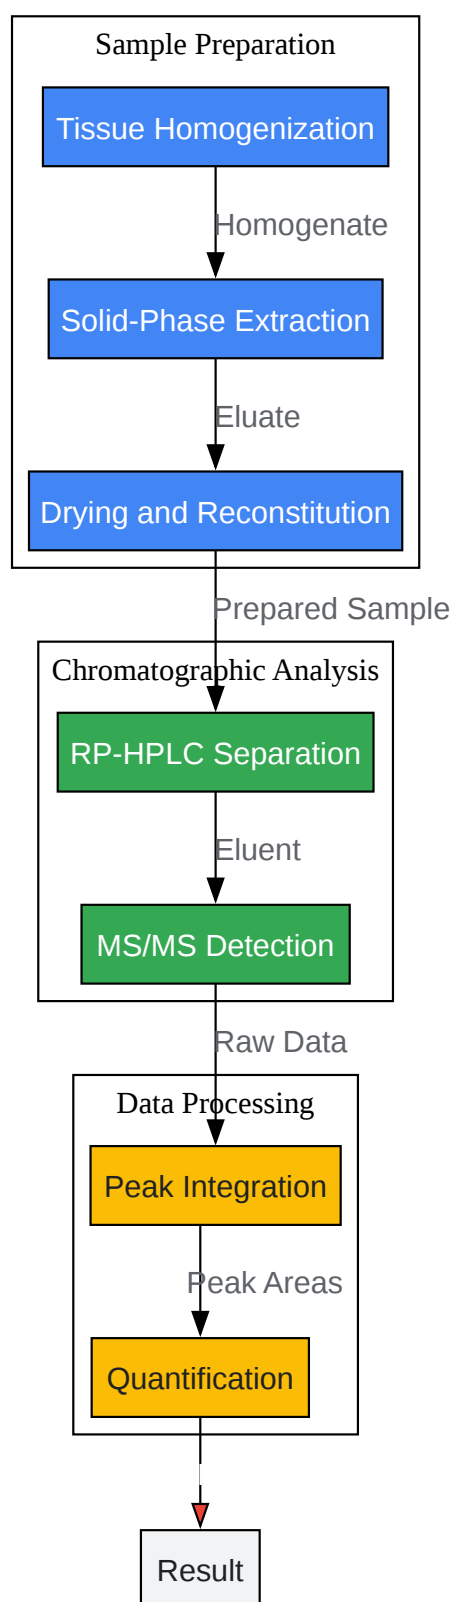 Sample Preparation
Tissue Homogenization
Homogenate
Solid-Phase Extraction
Eluate
Drying and Reconstitution
Prepared Sample
Chromatographic Analysis
RP-HPLC Separation
Eluent
MS/MS Detection
Raw Data
Data Processing
Peak Integration
Peak Areas
Quantification
Result